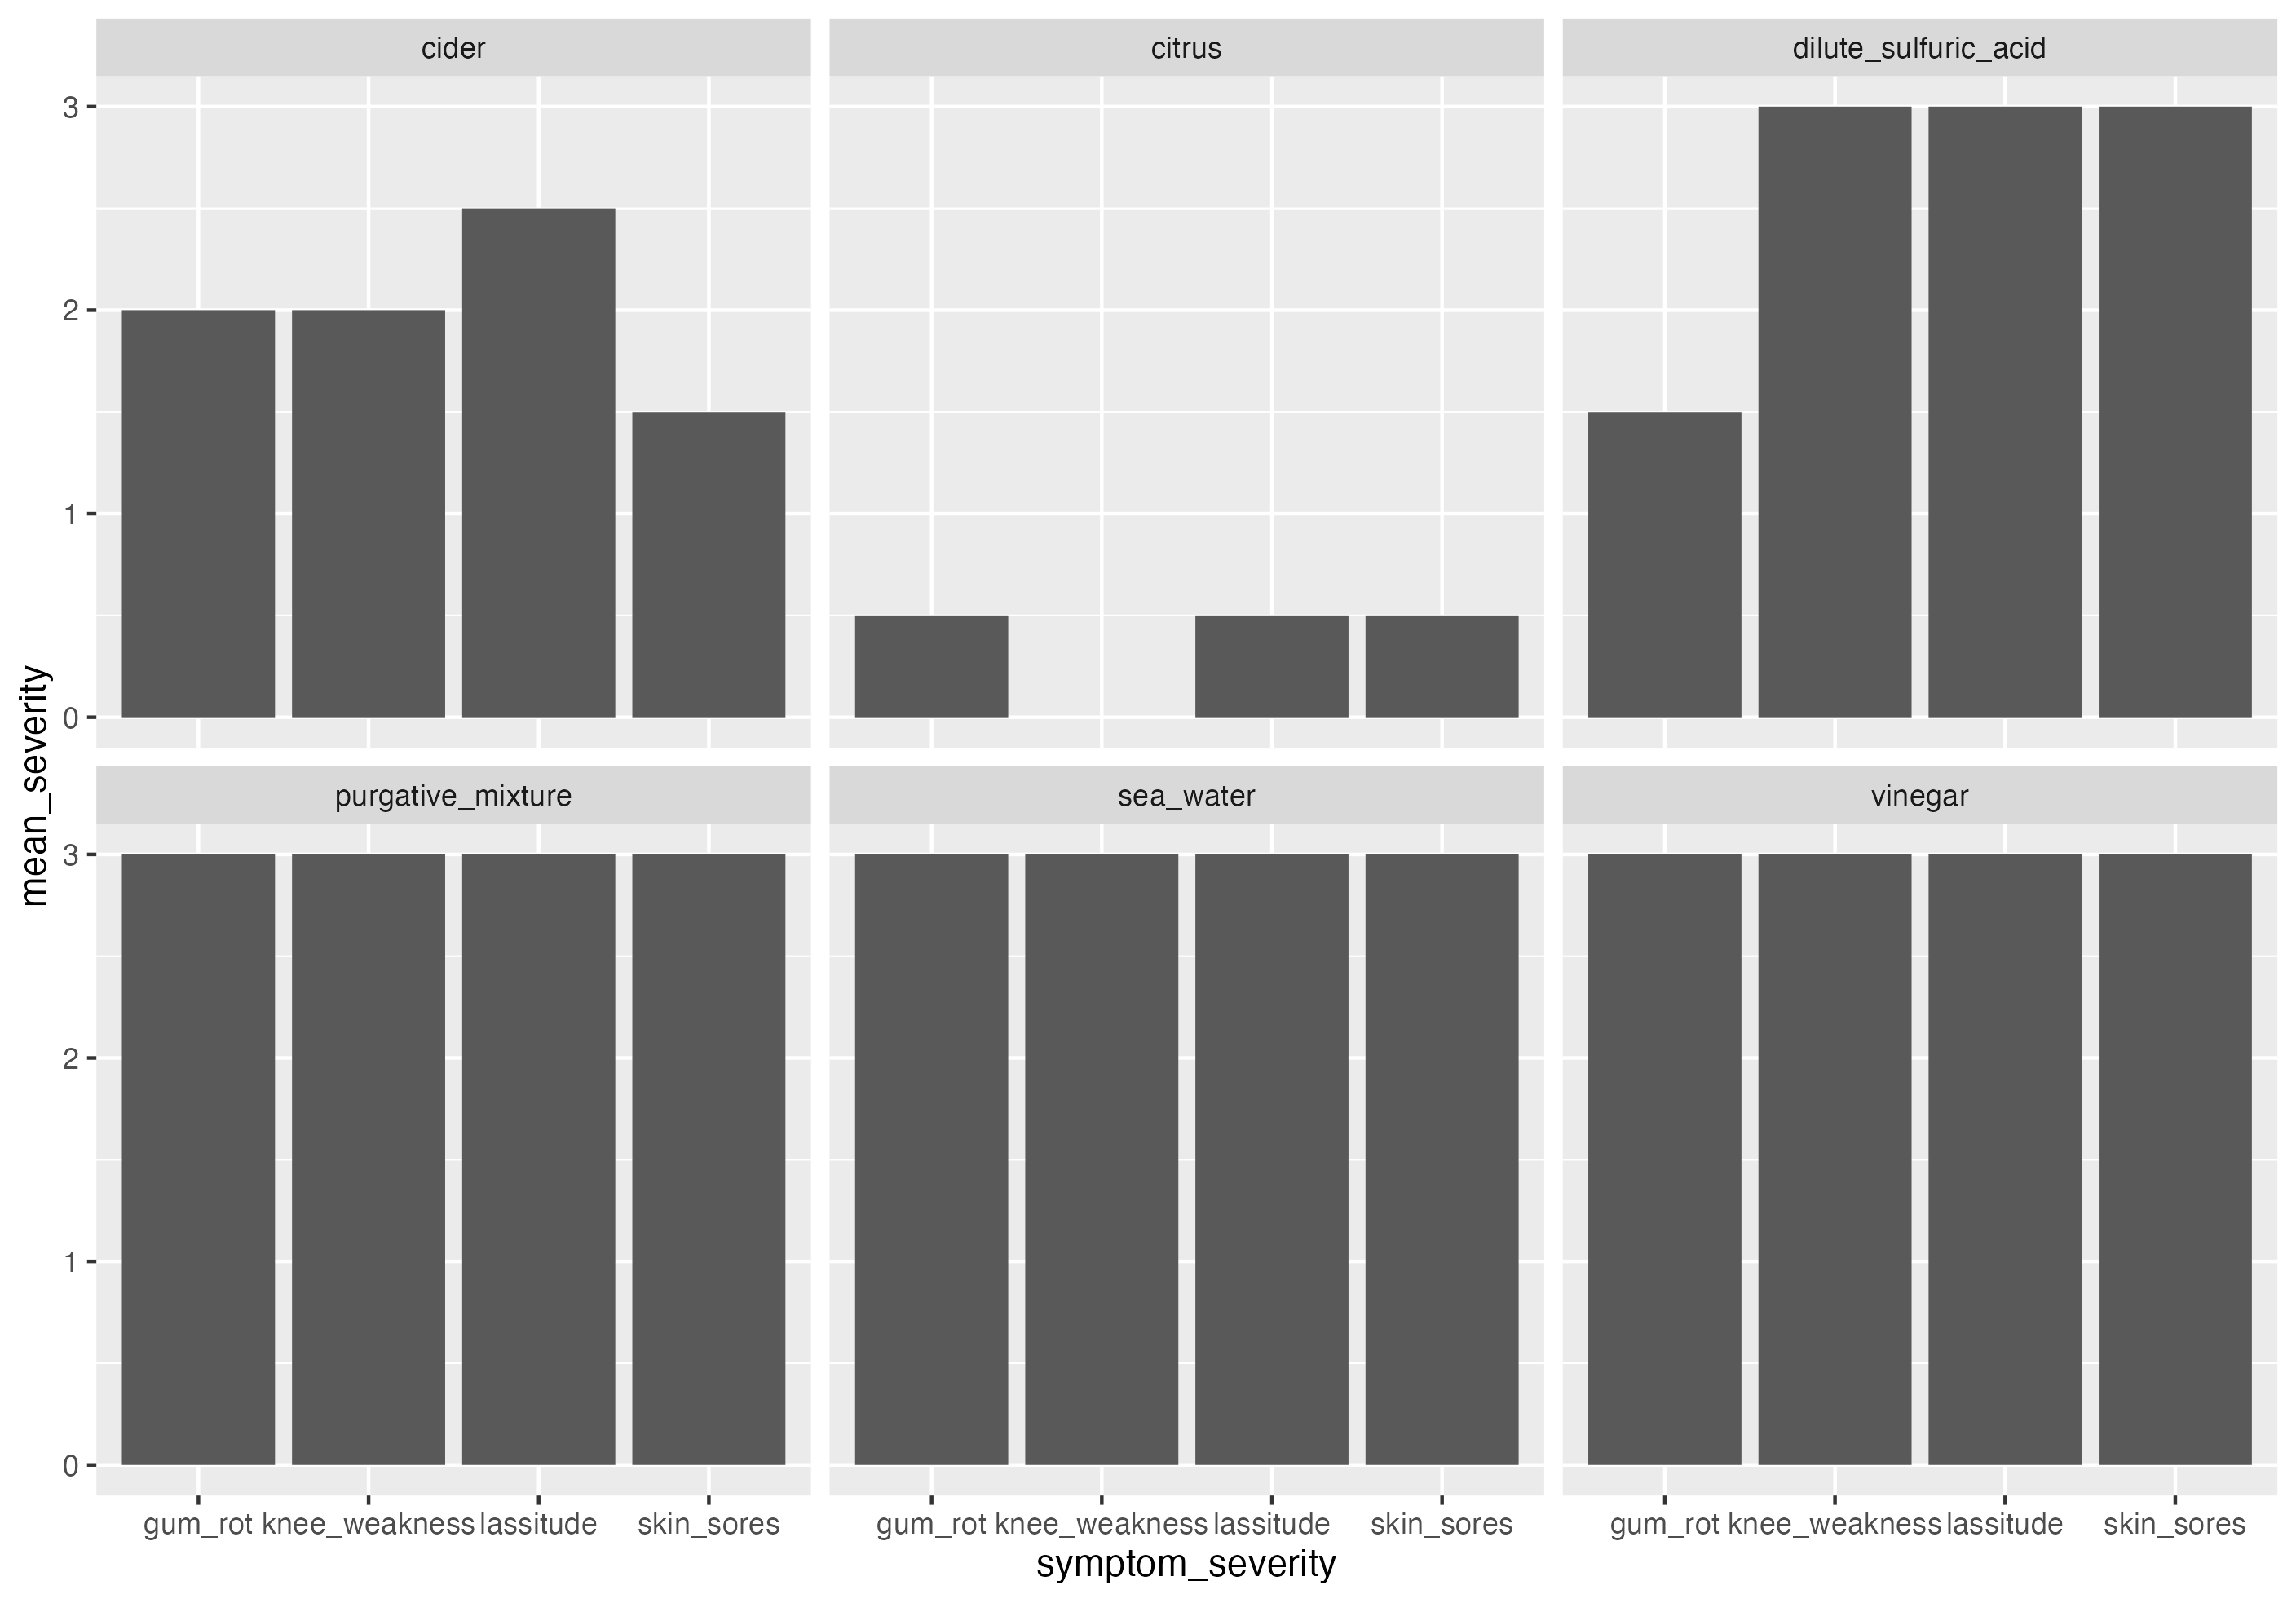 cider citrus dilute_sulfuric_acid
3
2
1
0
purgative_mixture sea_water vinegar
3
2
1
0
mean_severity
gum_rot knee_weakness lassitude skin_sores gum_rot knee_weakness lassitude skin_sores gum_rot knee_weakness lassitude skin_sores
symptom_severity